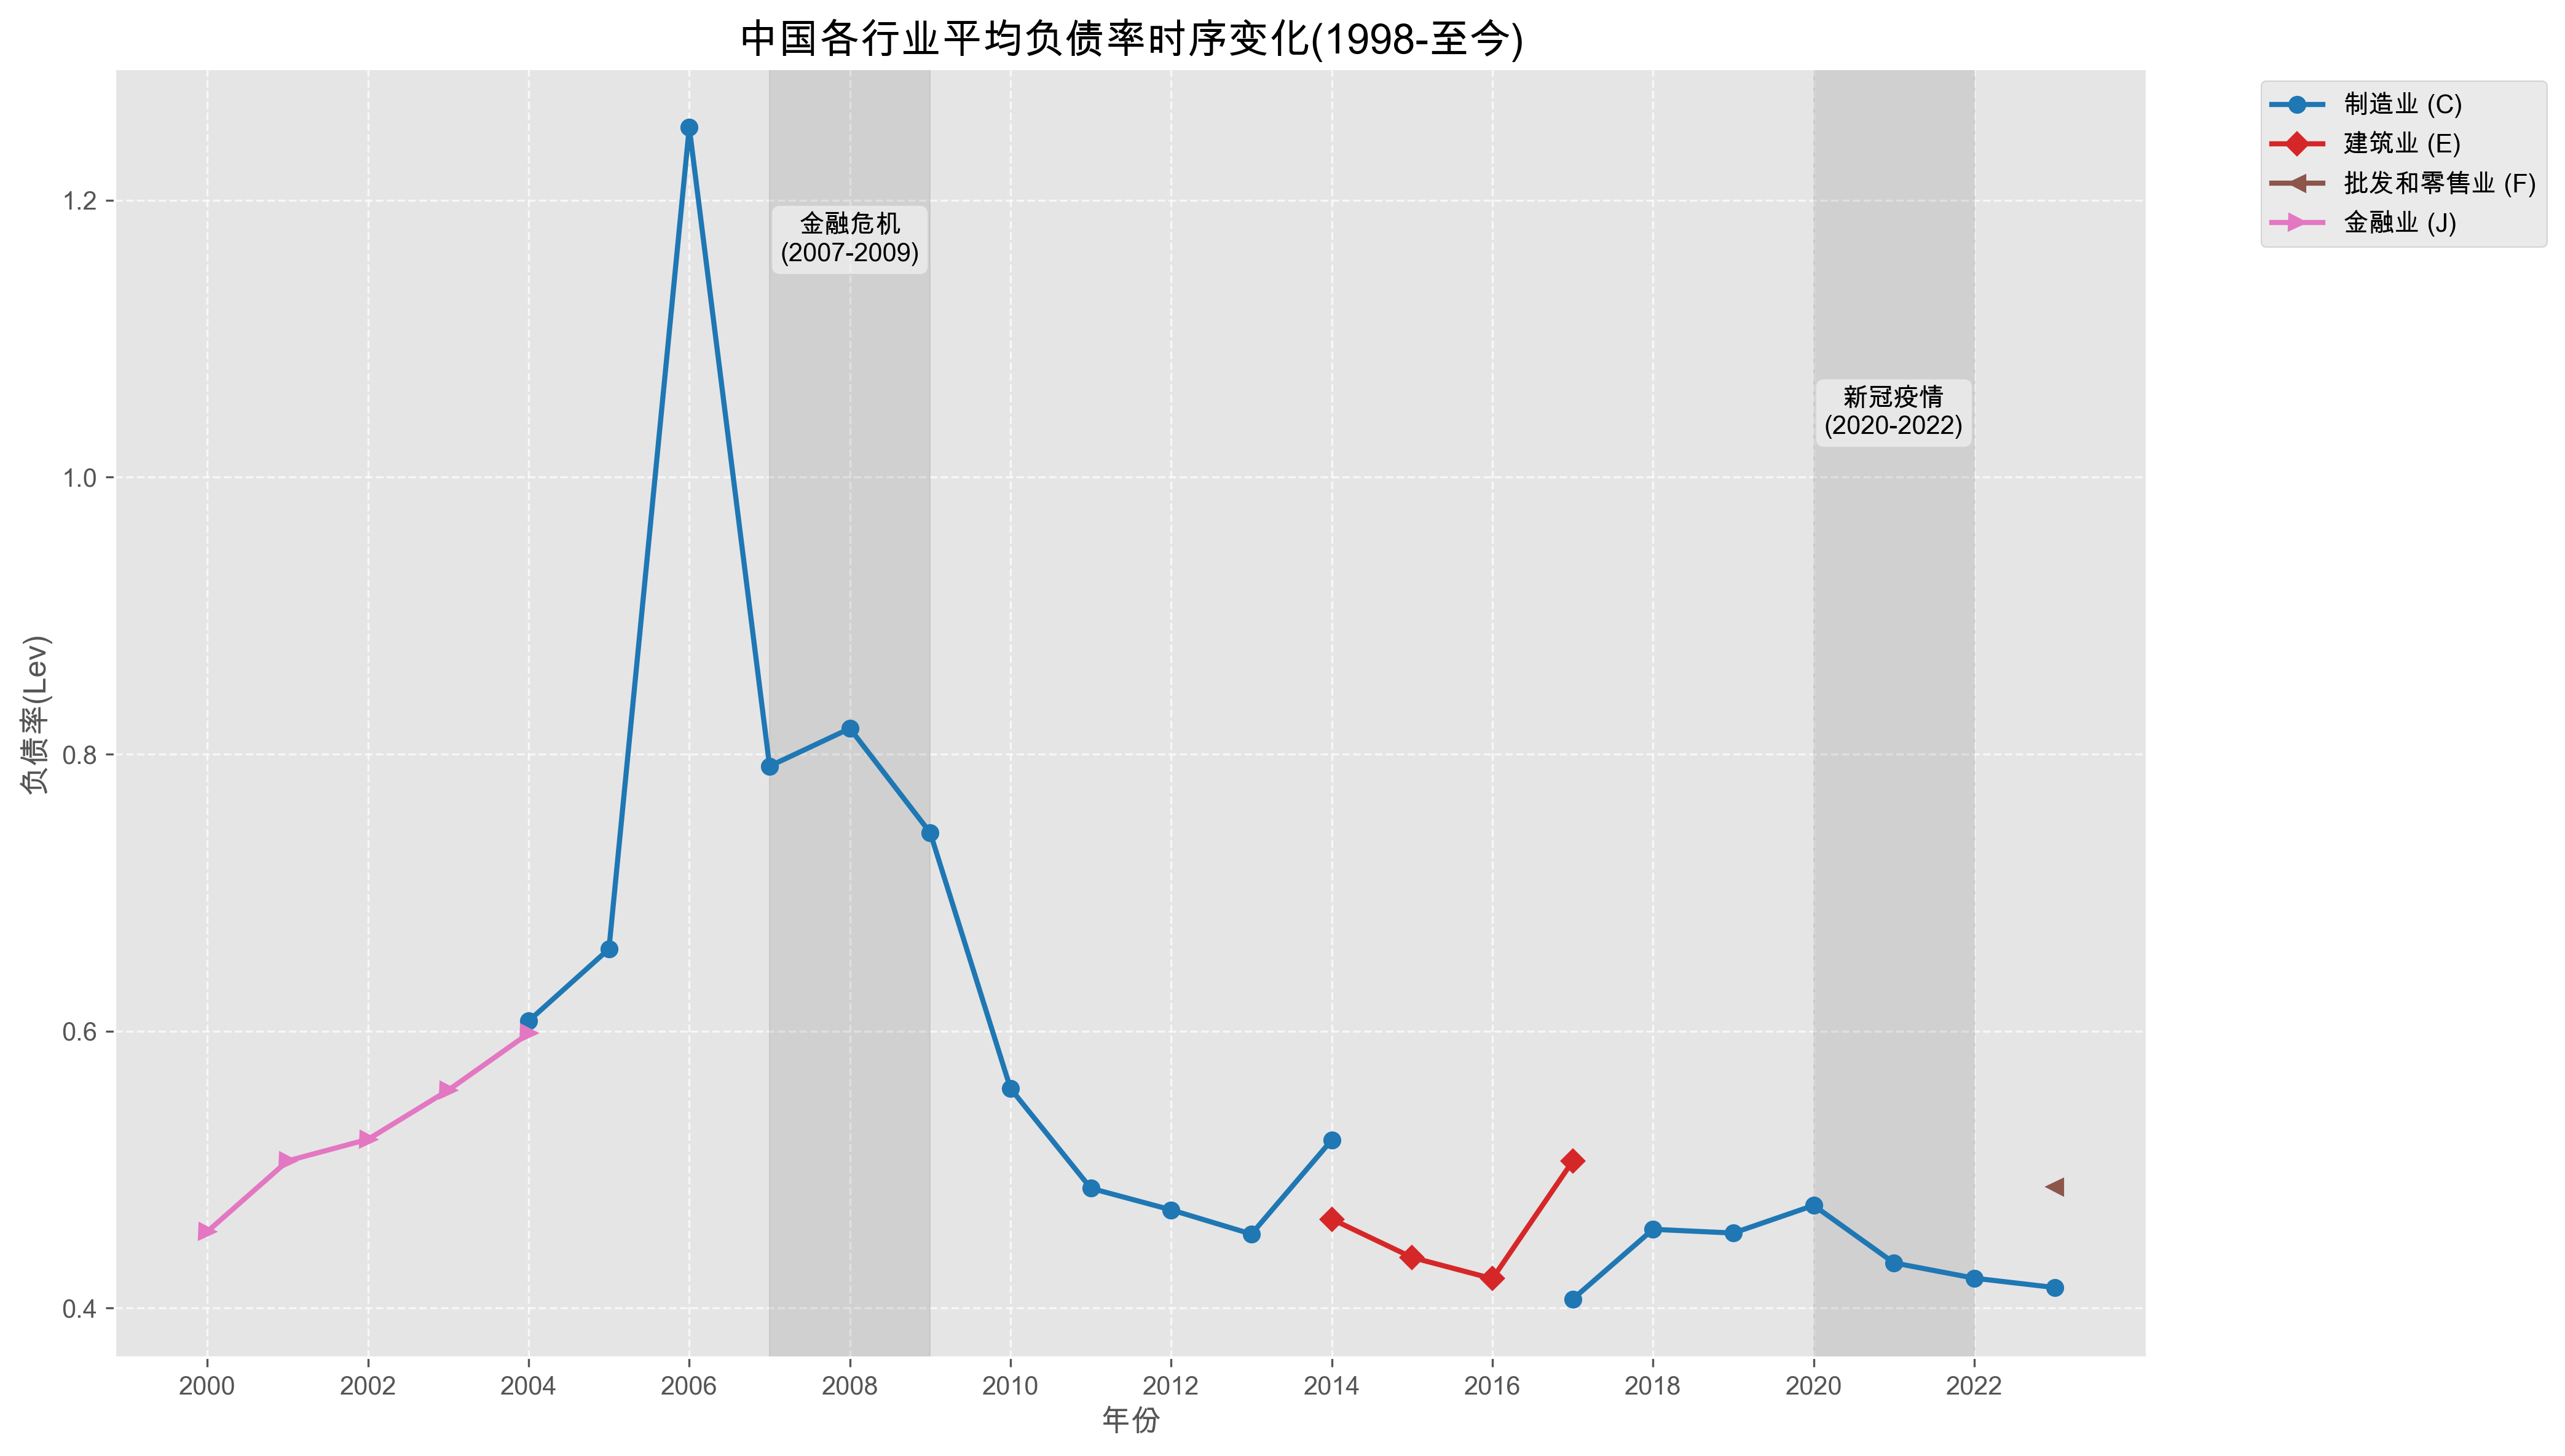 中国各行业平均负债率时序变化(1998-至今)
制造业 (C)
建筑业 (E)
批发和零售业 (F)
金融业 (J)
金融危机
(2007-2009)
新冠疫情
(2020-2022)
负债率(Lev)
1.2
1.0
0.8
0.6
0.4
2000
2002
2004
2006
2008
2010
2012
2014
2016
2018
2020
2022
年份